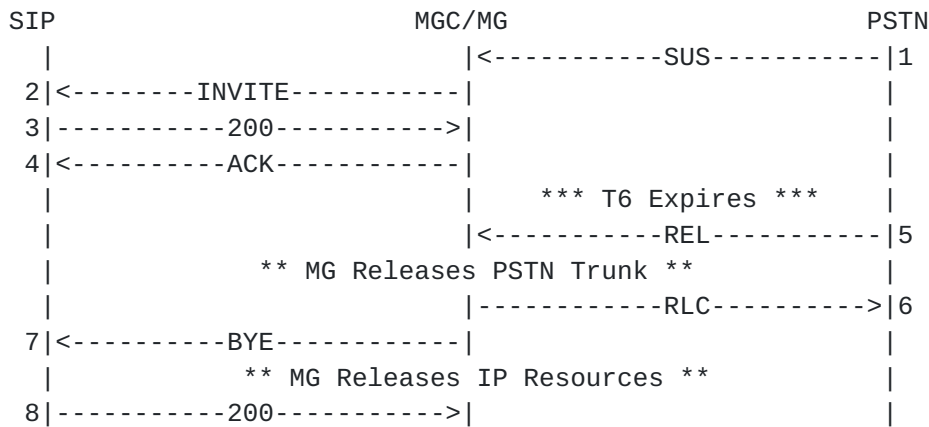 SIP                       MGC/MG                       PSTN
  |                          |<-----------SUS-----------|1
 2|<--------INVITE-----------|                          |
 3|-----------200----------->|                          |
 4|<----------ACK------------|                          |
  |                          |    *** T6 Expires ***    |
  |                          |<-----------REL-----------|5
  |             ** MG Releases PSTN Trunk **            |
  |                          |------------RLC---------->|6
 7|<----------BYE------------|                          |
  |            ** MG Releases IP Resources **           |
 8|-----------200----------->|                          |